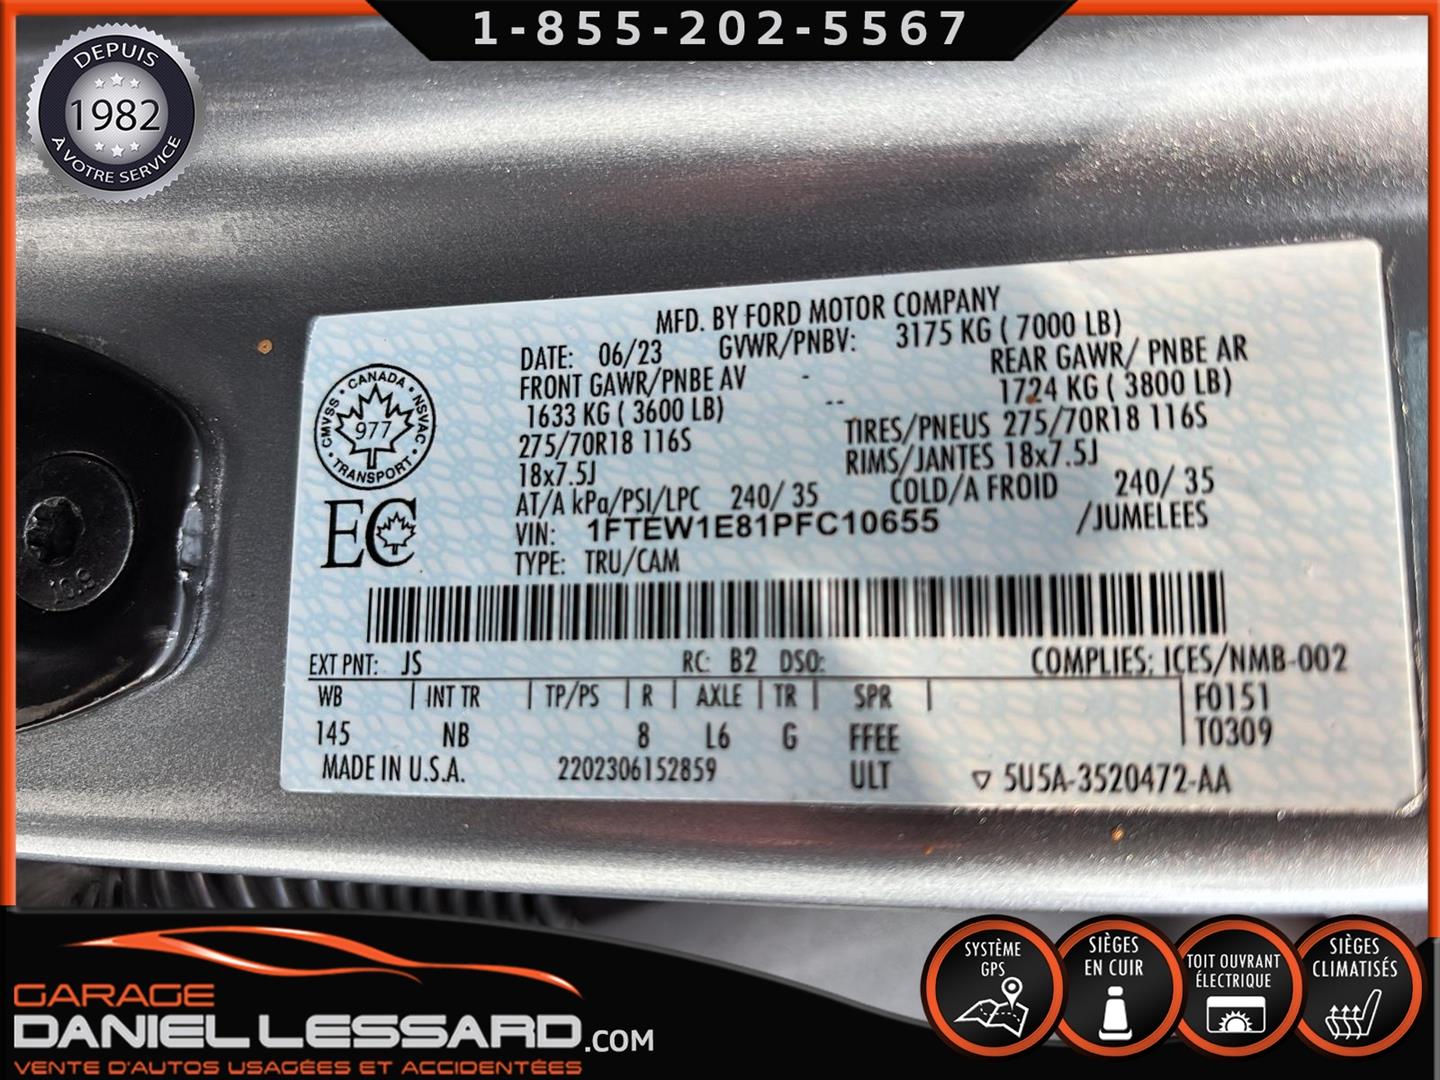 1-855-202-5567
DEPUIS
1982
À VOTRE SERVICE
MFD. BY FORD MOTOR COMPANY
DATE: 06/23 GVWR/PNBV: 3175 KG ( 7000 LB)
FRONT GAWR/PNBE AV - REAR GAWR/ PNBE AR
1633 KG ( 3600 LB) -- 1724 KG ( 3800 LB)
275/70R18 116S TIRES/PNEUS 275/70R18 116S
18x7.5J RIMS/JANTES 18x7.5J
AT/A kPa/PSI/LPC 240/ 35 COLD/A FROID 240/ 35
VIN: 1FTEW1E81PFC10655 /JUMELEES
TYPE: TRU/CAM
CANADA
CMVSS NSVAC
977
TRANSPORT
EC
EXT PNT: JS RC: B2 DSO: COMPLIES: ICES/NMB-002
WB | INT TR | TP/PS | R | AXLE | TR | SPR | F0151
145 NB 8 L6 G FFEE T0309
MADE IN U.S.A. 2202306152859 ULT ▽ 5U5A-3520472-AA
10.9
GARAGE
DANIEL LESSARD.COM
VENTE D'AUTOS USAGÉES ET ACCIDENTÉES
SYSTÈME
GPS
SIÈGES
EN CUIR
TOIT OUVRANT
ÉLECTRIQUE
SIÈGES
CLIMATISÉS